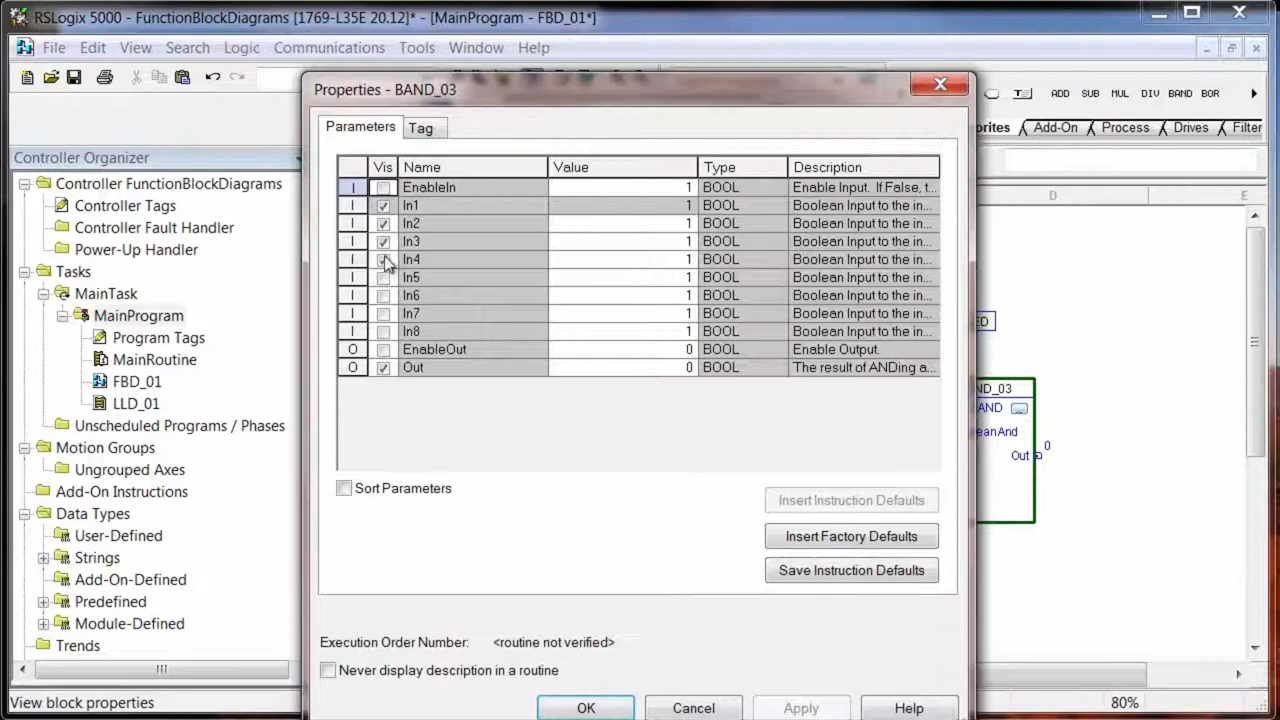 RSLogix 5000 - FunctionBlockDiagrams [1769-L35E 20.12]* - [MainProgram - FBD_01*]
File Edit View Search Logic Communications Tools Window Help
Properties - BAND_03
ADD SUB MUL DIV BAND BOR
Parameters Tag
Add-On Process Drives Filter
Controller Organizer
Vis Name Value Type Description
I EnableIn 1 BOOL Enable Input. If False, t...
I In1 1 BOOL Boolean Input to the in...
I In2 1 BOOL Boolean Input to the in...
I In3 1 BOOL Boolean Input to the in...
I In4 1 BOOL Boolean Input to the in...
I In5 1 BOOL Boolean Input to the in...
I In6 1 BOOL Boolean Input to the in...
I In7 1 BOOL Boolean Input to the in...
I In8 1 BOOL Boolean Input to the in...
O EnableOut 0 BOOL Enable Output.
O Out 0 BOOL The result of ANDing a...
Controller FunctionBlockDiagrams
Controller Tags
Controller Fault Handler
Power-Up Handler
Tasks
MainTask
MainProgram
Program Tags
MainRoutine
FBD_01
LLD_01
Unscheduled Programs / Phases
Motion Groups
Ungrouped Axes
Add-On Instructions
Data Types
User-Defined
Strings
Add-On-Defined
Predefined
Module-Defined
Trends
D E
ND_03
AND
eanAnd
0
Out
Sort Parameters
Insert Instruction Defaults
Insert Factory Defaults
Save Instruction Defaults
Execution Order Number: <routine not verified>
Never display description in a routine
OK Cancel Apply Help
View block properties
80%